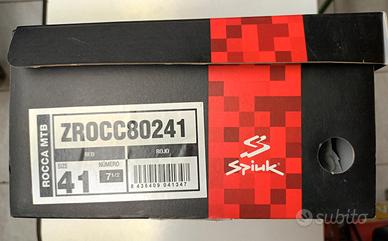 ROCCA MTB
ZROCC80241
RED ROJO
SIZE 41
NÚMERO 7 1/2
8 436409 041347
Spiuk
subito